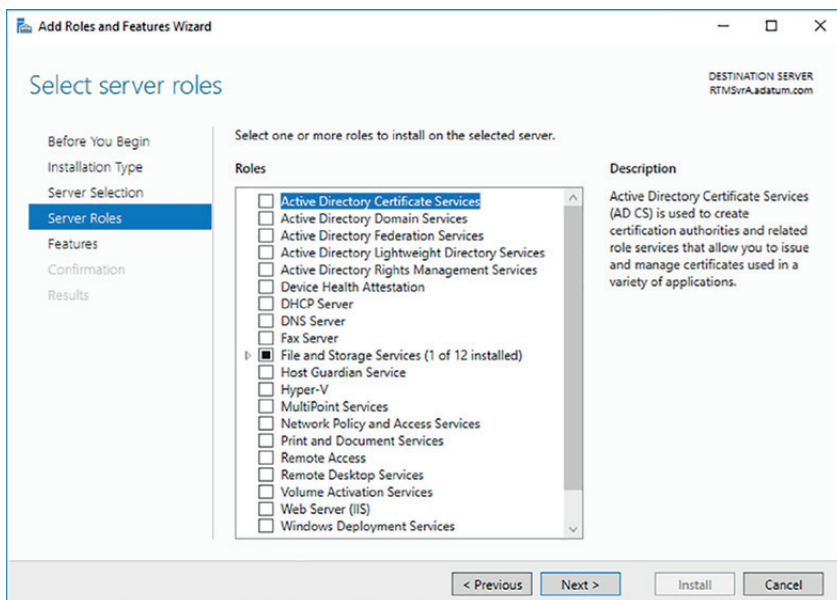 Add Roles and Features Wizard
Select server roles
DESTINATION SERVER
RTMSvrA.adatum.com
Before You Begin
Installation Type
Server Selection
Server Roles
Features
Confirmation
Results
Select one or more roles to install on the selected server.
Roles
Active Directory Certificate Services
Active Directory Domain Services
Active Directory Federation Services
Active Directory Lightweight Directory Services
Active Directory Rights Management Services
Device Health Attestation
DHCP Server
DNS Server
Fax Server
File and Storage Services (1 of 12 installed)
Host Guardian Service
Hyper-V
MultiPoint Services
Network Policy and Access Services
Print and Document Services
Remote Access
Remote Desktop Services
Volume Activation Services
Web Server (IIS)
Windows Deployment Services
Description
Active Directory Certificate Services
(AD CS) is used to create
certification authorities and related
role services that allow you to issue
and manage certificates used in a
variety of applications.
< Previous
Next >
Install
Cancel